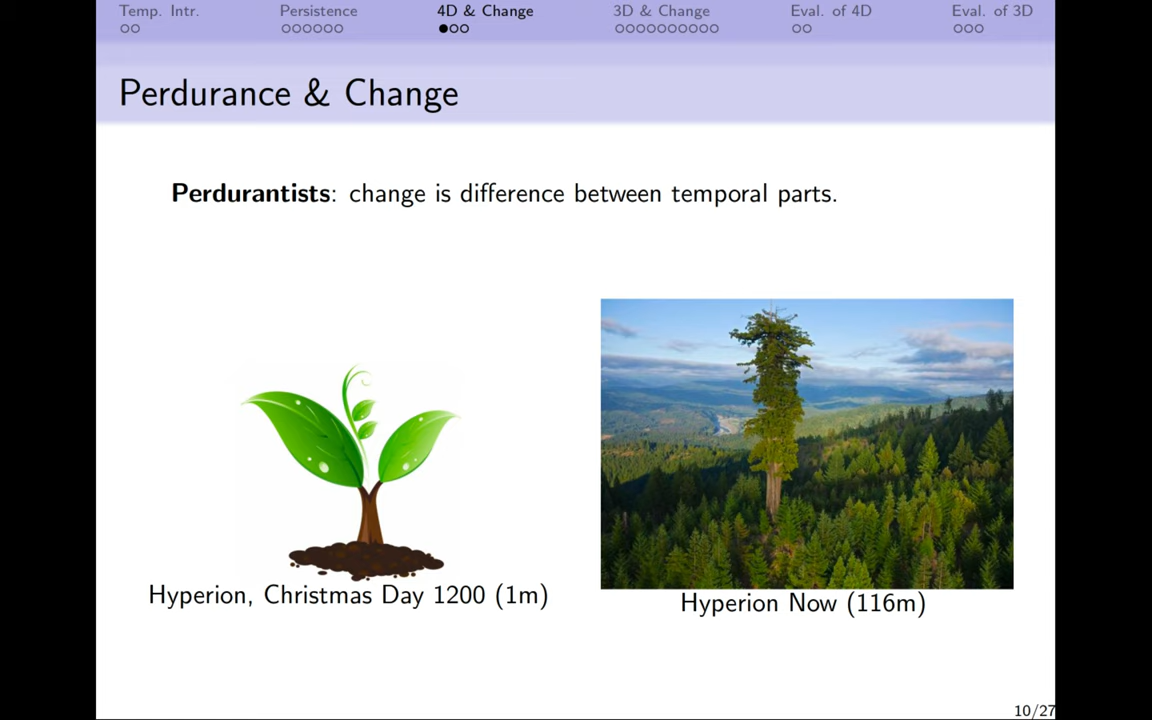 Temp. Intr. Persistence 4D & Change 3D & Change Eval. of 4D Eval. of 3D
Perdurance & Change
Perdurantists: change is difference between temporal parts.
Hyperion, Christmas Day 1200 (1m)
Hyperion Now (116m)
10/27